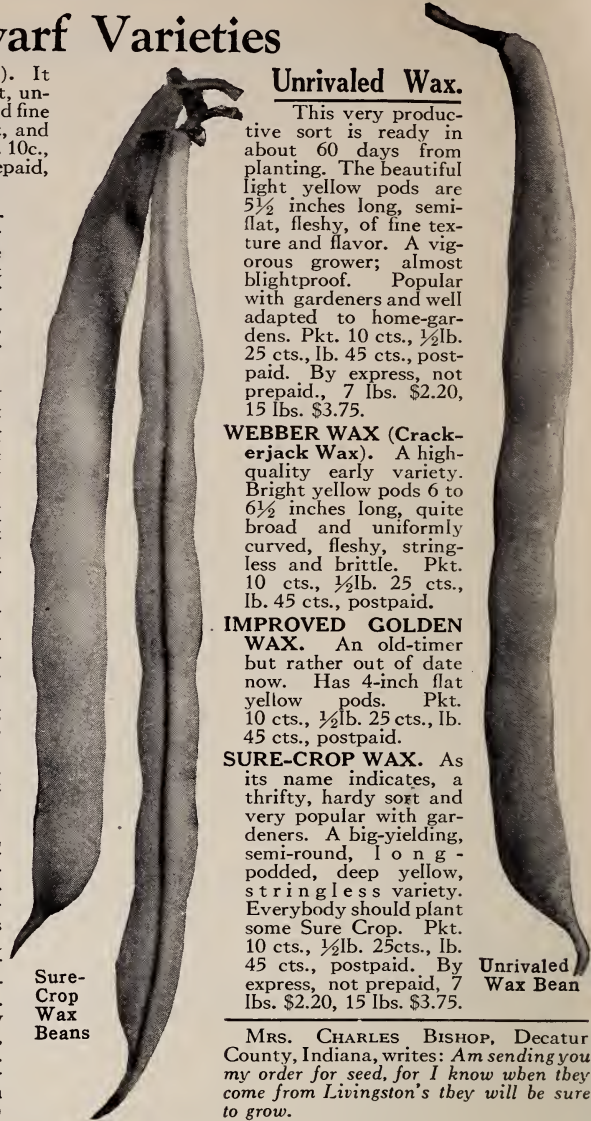 warf Varieties
). It
t, un-
d fine
, and
10c.,
epaid,
Unrivaled Wax.
This very produc-
tive sort is ready in
about 60 days from
planting. The beautiful
light yellow pods are
5½ inches long, semi-
flat, fleshy, of fine tex-
ture and flavor. A vig-
orous grower; almost
blightproof. Popular
with gardeners and well
adapted to home-gar-
dens. Pkt. 10 cts., ½lb.
25 cts., lb. 45 cts., post-
paid. By express, not
prepaid., 7 lbs. $2.20,
15 lbs. $3.75.
WEBBER WAX (Crack-
erjack Wax). A high-
quality early variety.
Bright yellow pods 6 to
6½ inches long, quite
broad and uniformly
curved, fleshy, string-
less and brittle. Pkt.
10 cts., ½lb. 25 cts.,
lb. 45 cts., postpaid.
IMPROVED GOLDEN
WAX. An old-timer
but rather out of date
now. Has 4-inch flat
yellow pods. Pkt.
10 cts., ½lb. 25 cts., lb.
45 cts., postpaid.
SURE-CROP WAX. As
its name indicates, a
thrifty, hardy sort and
very popular with gar-
deners. A big-yielding,
semi-round, long-
podded, deep yellow,
stringless variety.
Everybody should plant
some Sure Crop. Pkt.
10 cts., ½lb. 25cts., lb.
45 cts., postpaid. By
express, not prepaid, 7
lbs. $2.20, 15 lbs. $3.75.
Sure-
Crop
Wax
Beans
Unrivaled
Wax Bean
MRS. CHARLES BISHOP, Decatur
County, Indiana, writes: Am sending you
my order for seed, for I know when they
come from Livingston's they will be sure
to grow.